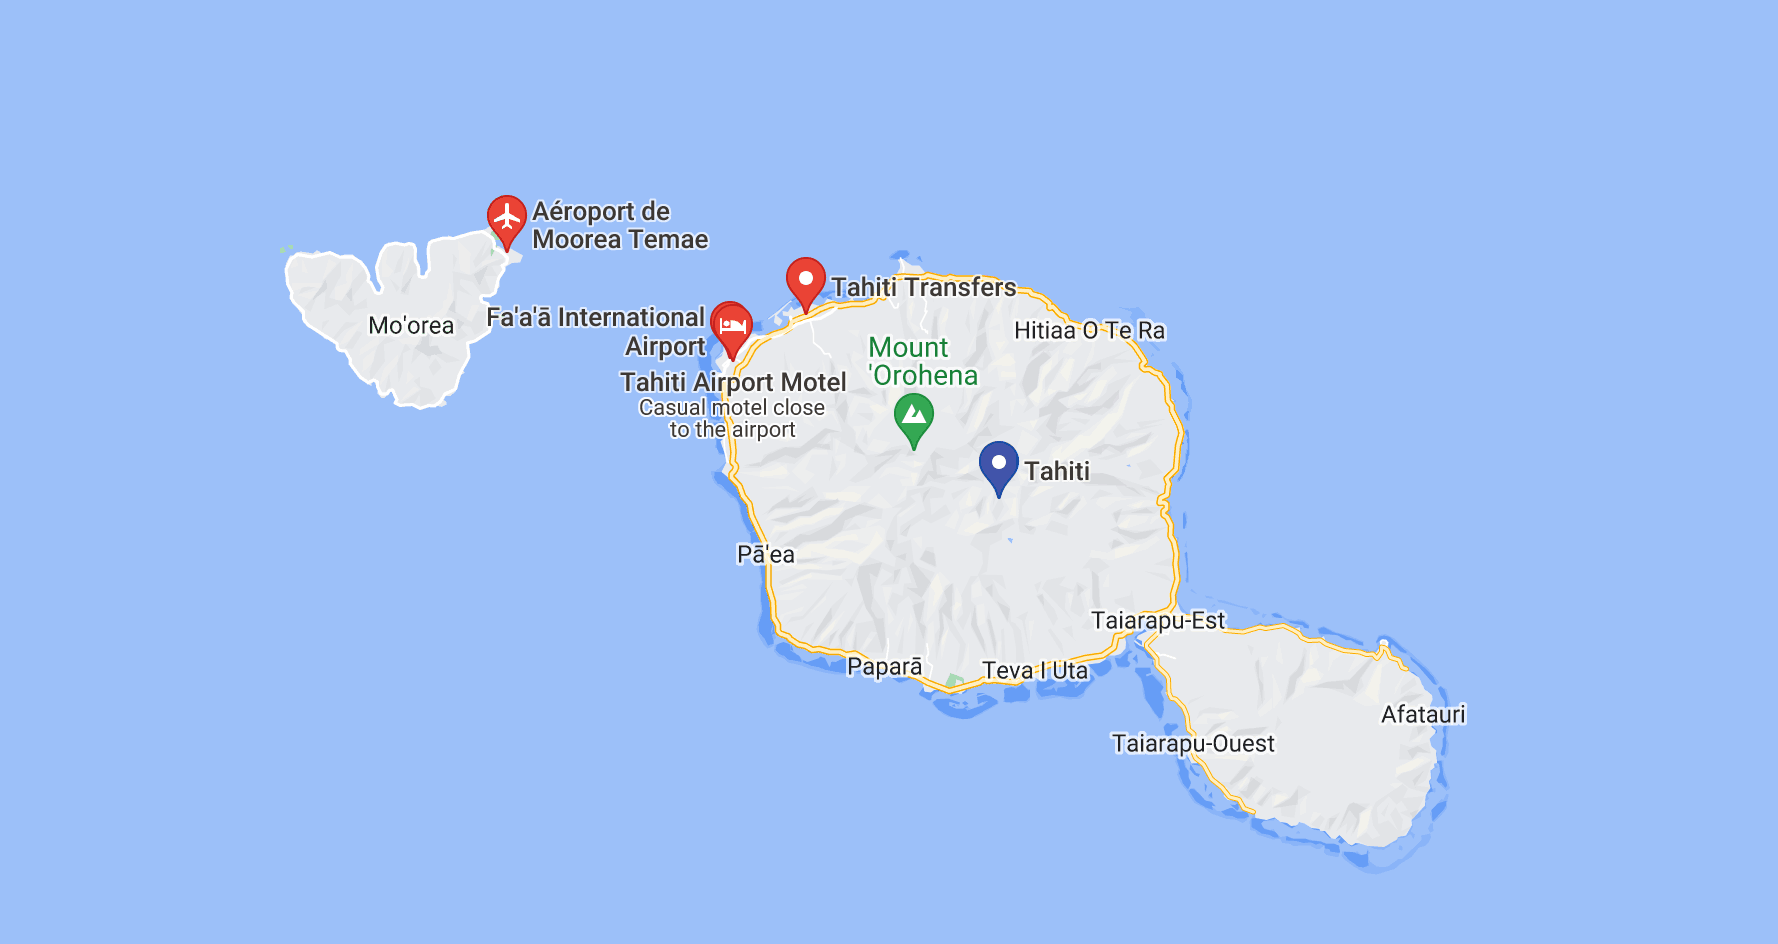 Aéroport de
Moorea Temae
Tahiti Transfers
Fa'a'ā International
Airport
Mo'orea
Hitiaa O Te Ra
Mount
'Orohena
Tahiti Airport Motel
Casual motel close
to the airport
Tahiti
Pā'ea
Taiarapu-Est
Paparā
Teva I Uta
Afatauri
Taiarapu-Ouest